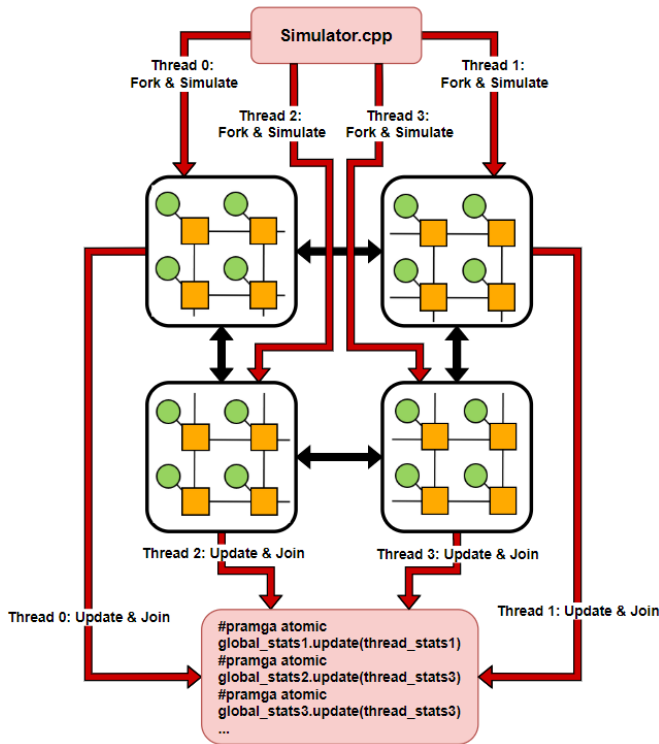 Simulator.cpp
Thread 0:
Fork & Simulate
Thread 1:
Fork & Simulate
Thread 2:
Fork & Simulate
Thread 3:
Fork & Simulate
Thread 2: Update & Join
Thread 3: Update & Join
Thread 0: Update & Join
Thread 1: Update & Join
#pramga atomic
global_stats1.update(thread_stats1)
#pramga atomic
global_stats2.update(thread_stats3)
#pramga atomic
global_stats3.update(thread_stats3)
...